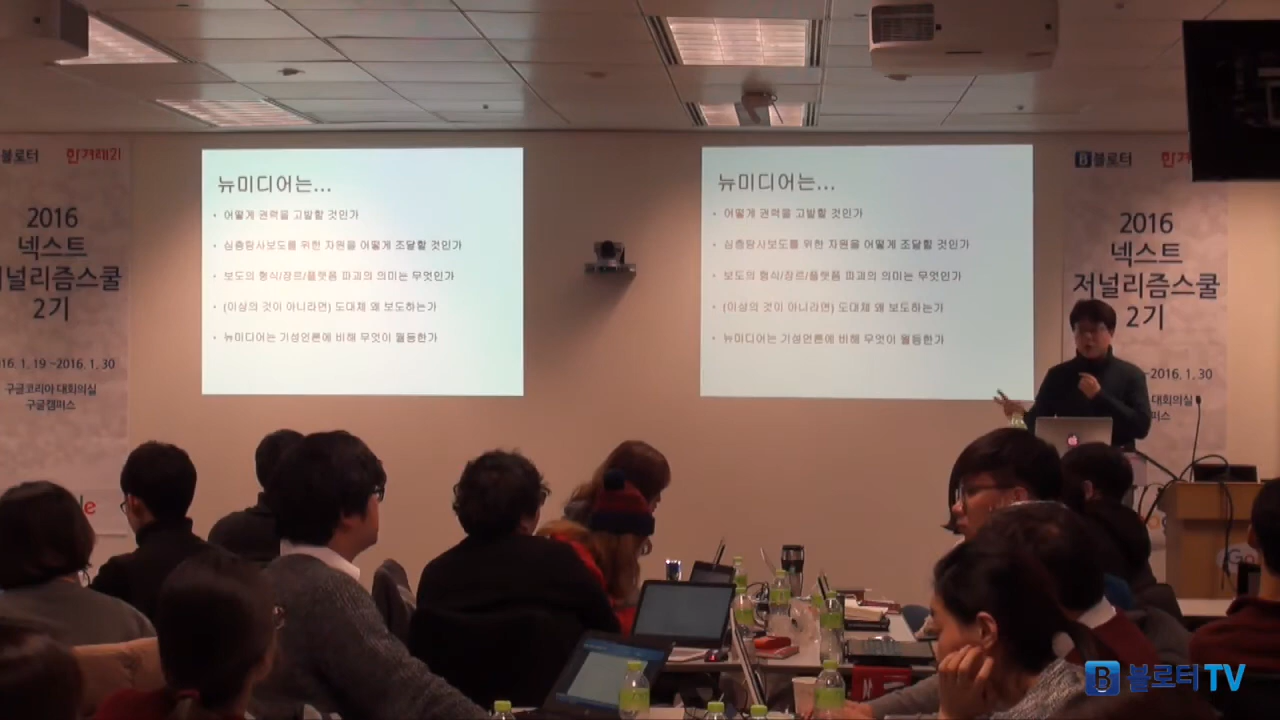 블로터 한겨레21
2016
넥스트
저널리즘스쿨
2기
16. 1. 19 ~2016. 1. 30
구글코리아 대회의실
구글캠퍼스
le
뉴미디어는...
• 어떻게 권력을 고발할 것인가
• 심층탐사보도를 위한 자원을 어떻게 조달할 것인가
• 보도의 형식/장르/플랫폼 파괴의 의미는 무엇인가
• (이상의 것이 아니라면) 도대체 왜 보도하는가
• 뉴미디어는 기성언론에 비해 무엇이 월등한가
뉴미디어는...
• 어떻게 권력을 고발할 것인가
• 심층탐사보도를 위한 자원을 어떻게 조달할 것인가
• 보도의 형식/장르/플랫폼 파괴의 의미는 무엇인가
• (이상의 것이 아니라면) 도대체 왜 보도하는가
• 뉴미디어는 기성언론에 비해 무엇이 월등한가
B 블로터 한겨
2016
넥스트
저널리즘스쿨
2기
~2016. 1. 30
대회의실
퍼스
Go
B 블로터 TV